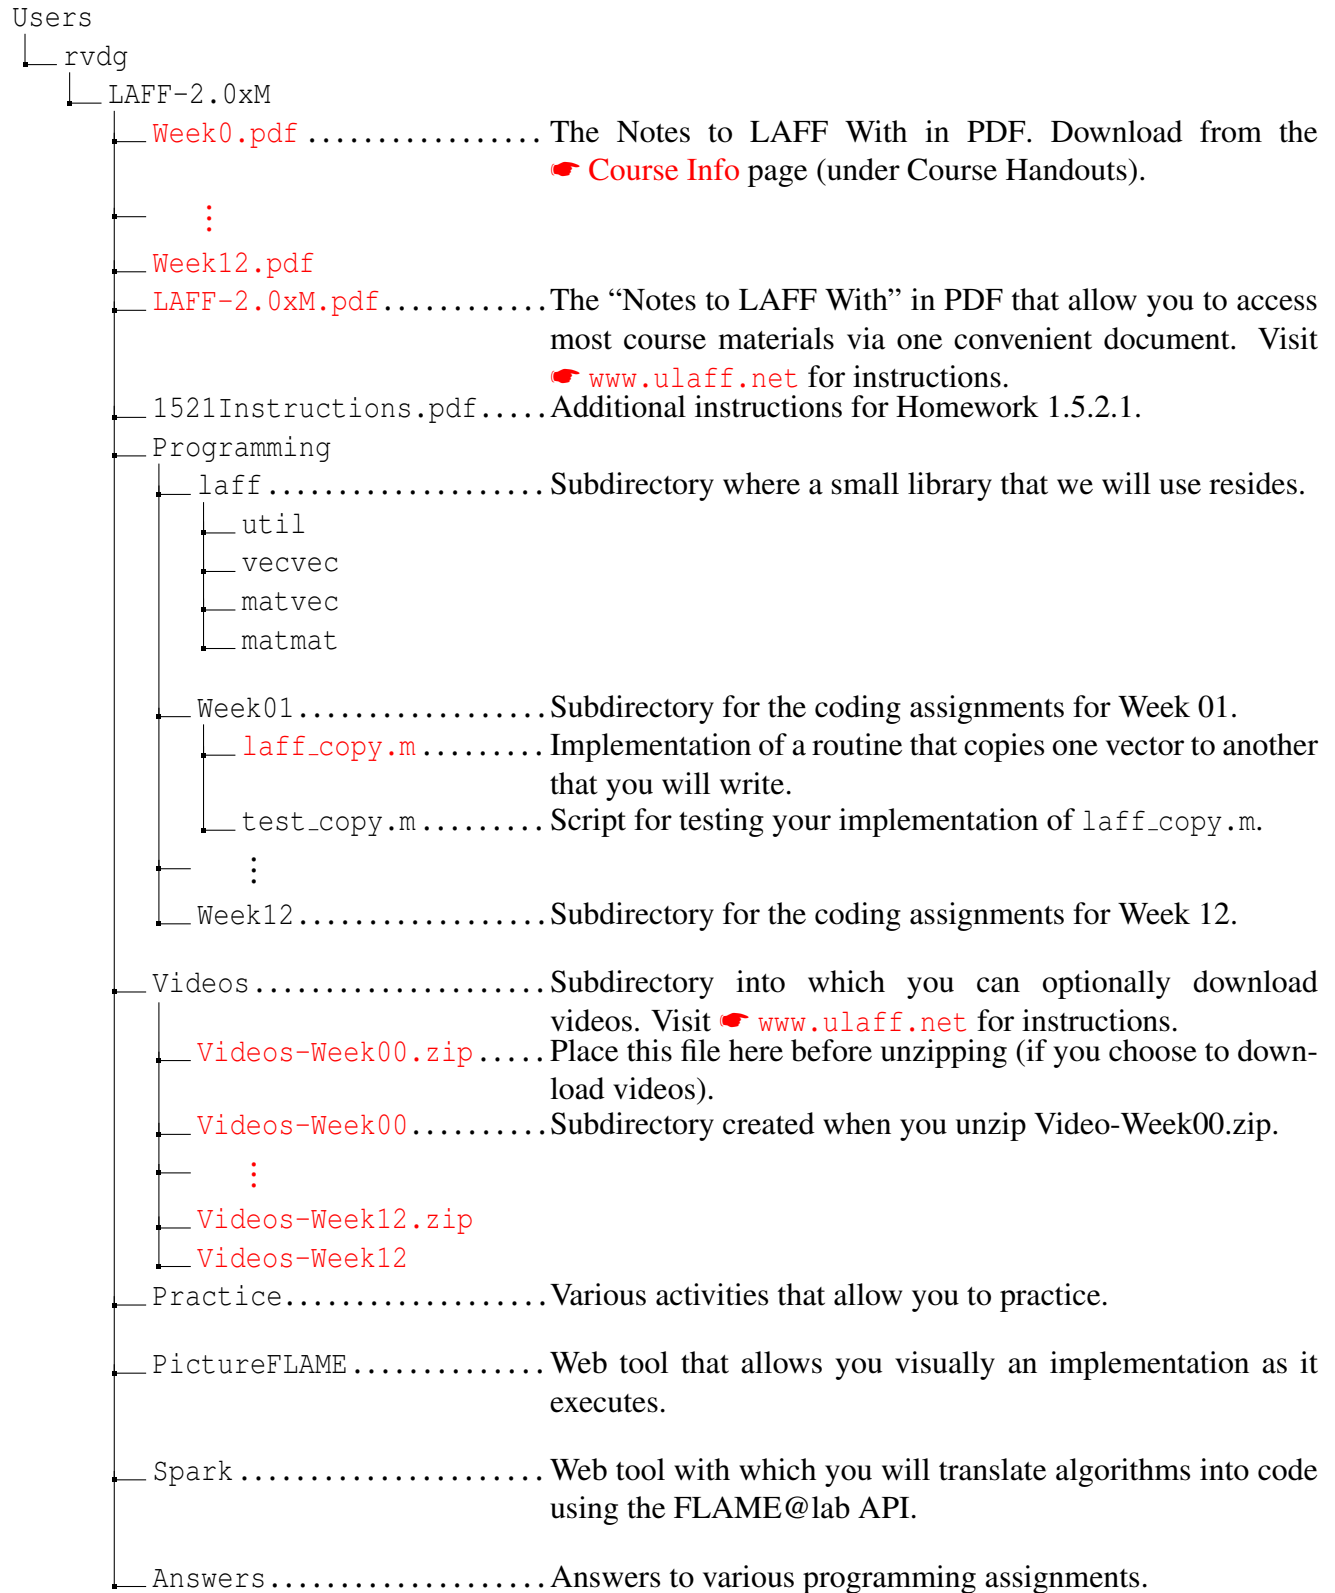 Users
rvdg
LAFF-2.0xM
Week0.pdf ................. The Notes to LAFF With in PDF. Download from the
☛ Course Info page (under Course Handouts).
⋮
Week12.pdf
LAFF-2.0xM.pdf............The “Notes to LAFF With” in PDF that allow you to access
most course materials via one convenient document. Visit
☛ www.ulaff.net for instructions.
1521Instructions.pdf.....Additional instructions for Homework 1.5.2.1.
Programming
laff....................Subdirectory where a small library that we will use resides.
util
vecvec
matvec
matmat
Week01..................Subdirectory for the coding assignments for Week 01.
laff_copy.m.........Implementation of a routine that copies one vector to another
that you will write.
test_copy.m.........Script for testing your implementation of laff_copy.m.
⋮
Week12..................Subdirectory for the coding assignments for Week 12.
Videos.....................Subdirectory into which you can optionally download
videos. Visit ☛ www.ulaff.net for instructions.
Videos-Week00.zip.....Place this file here before unzipping (if you choose to down-
load videos).
Videos-Week00..........Subdirectory created when you unzip Video-Week00.zip.
⋮
Videos-Week12.zip
Videos-Week12
Practice...................Various activities that allow you to practice.
PictureFLAME..............Web tool that allows you visually an implementation as it
executes.
Spark......................Web tool with which you will translate algorithms into code
using the FLAME@lab API.
Answers....................Answers to various programming assignments.